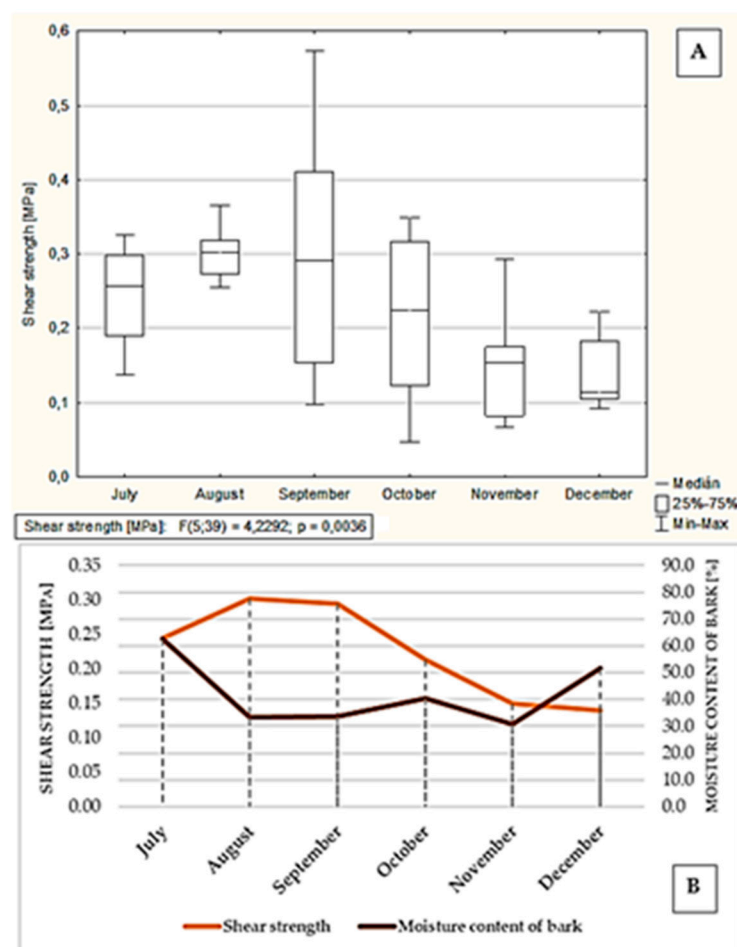 A
0,6
0,5
0,4
0,3
0,2
0,1
0,0
Shear strength [MPa]
July August September October November December
Medián
25%-75%
Min-Max
Shear strength [MPa]: F(5;39) = 4,2292; p = 0,0036
0.35
0.30
0.25
0.20
0.15
0.10
0.05
0.00
SHEAR STRENGTH [MPA]
90.0
80.0
70.0
60.0
50.0
40.0
30.0
20.0
10.0
0.0
MOISTURE CONTENT OF BARK [%]
July August September October November December
B
Shear strength Moisture content of bark